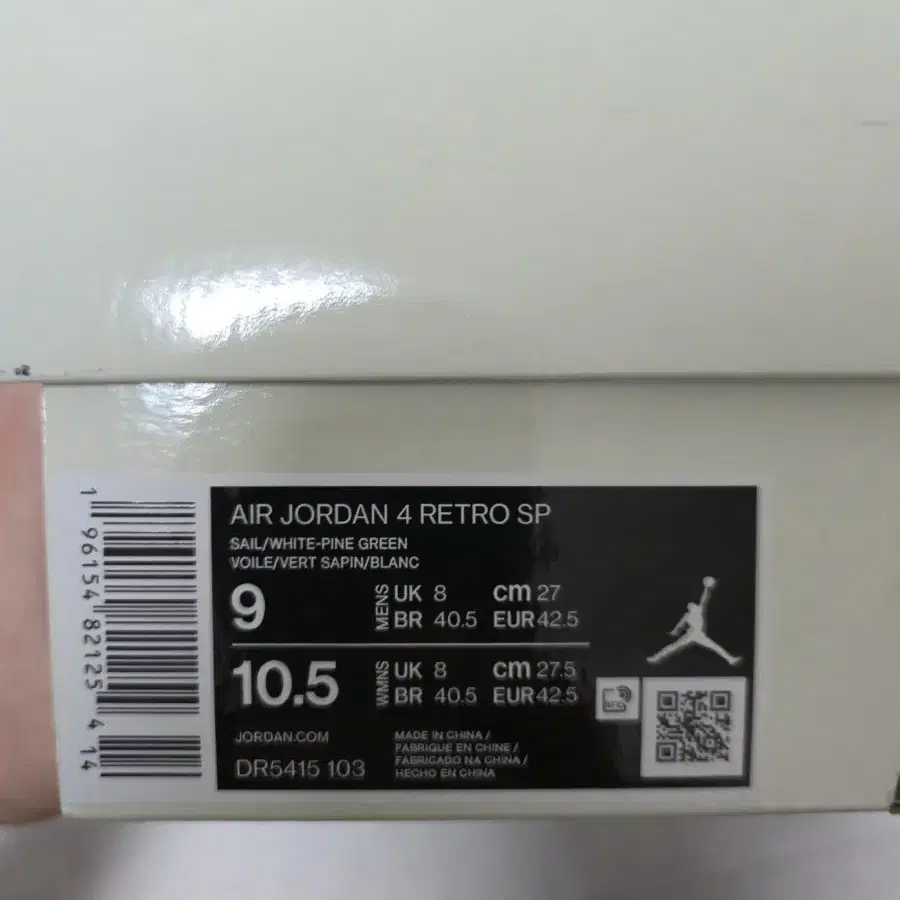 AIR JORDAN 4 RETRO SP
SAIL/WHITE-PINE GREEN
VOILE/VERT SAPIN/BLANC
9 MENS UK 8 cm 27
BR 40.5 EUR 42.5
10.5 WMNS UK 8 cm 27.5
BR 40.5 EUR 42.5
JORDAN.COM
DR5415 103
MADE IN CHINA /
FABRIQUE EN CHINE /
FABRICADO NA CHINA /
HECHO EN CHINA
1 96154 82125 4 14